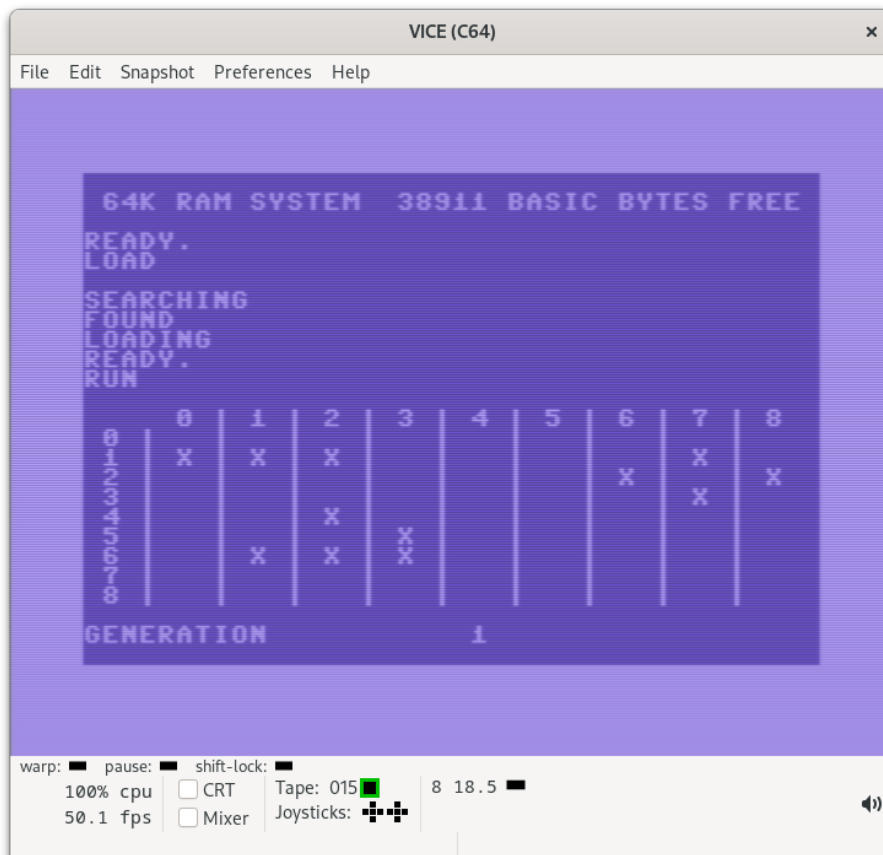 VICE (C64) ×
File Edit Snapshot Preferences Help
64K RAM SYSTEM 38911 BASIC BYTES FREE
READY.
LOAD
SEARCHING
FOUND
LOADING
READY.
RUN
0 | 1 | 2 | 3 | 4 | 5 | 6 | 7 | 8
0
1 X X X X
2 X X
3 X
4 X
5 X
6 X X X
7
8
GENERATION 1
warp: pause: shift-lock:
100% cpu CRT Tape: 015 8 18.5
50.1 fps Mixer Joysticks: